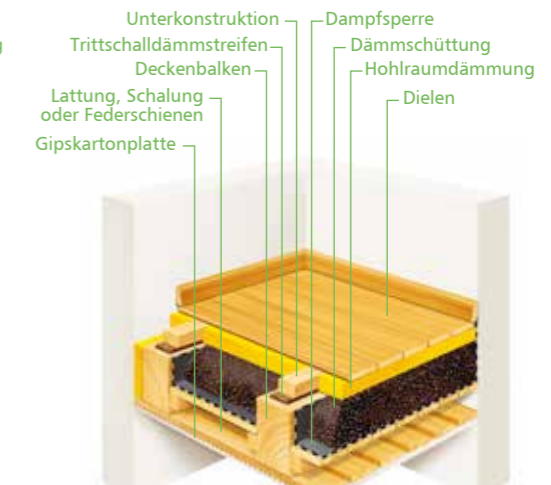 Unterkonstruktion
Dampfsperre
Trittschalldämmstreifen
Dämmschüttung
Deckenbalken
Hohlraumdämmung
Lattung, Schalung
oder Federschienen
Dielen
Gipskartonplatte